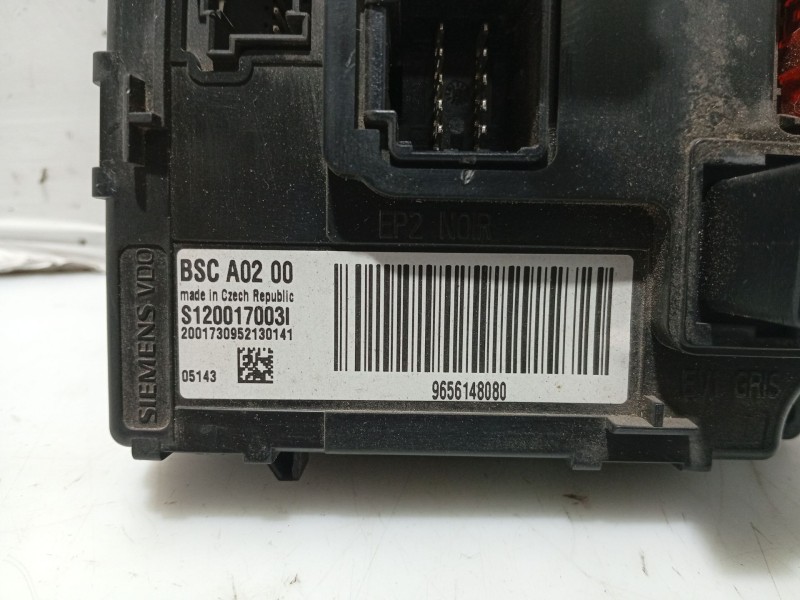 EP2 NOIR
SIEMENS VDO
BSC A02 00
made in Czech Republic
S120017003I
2001730952130141
05143
9656148080
GRIS